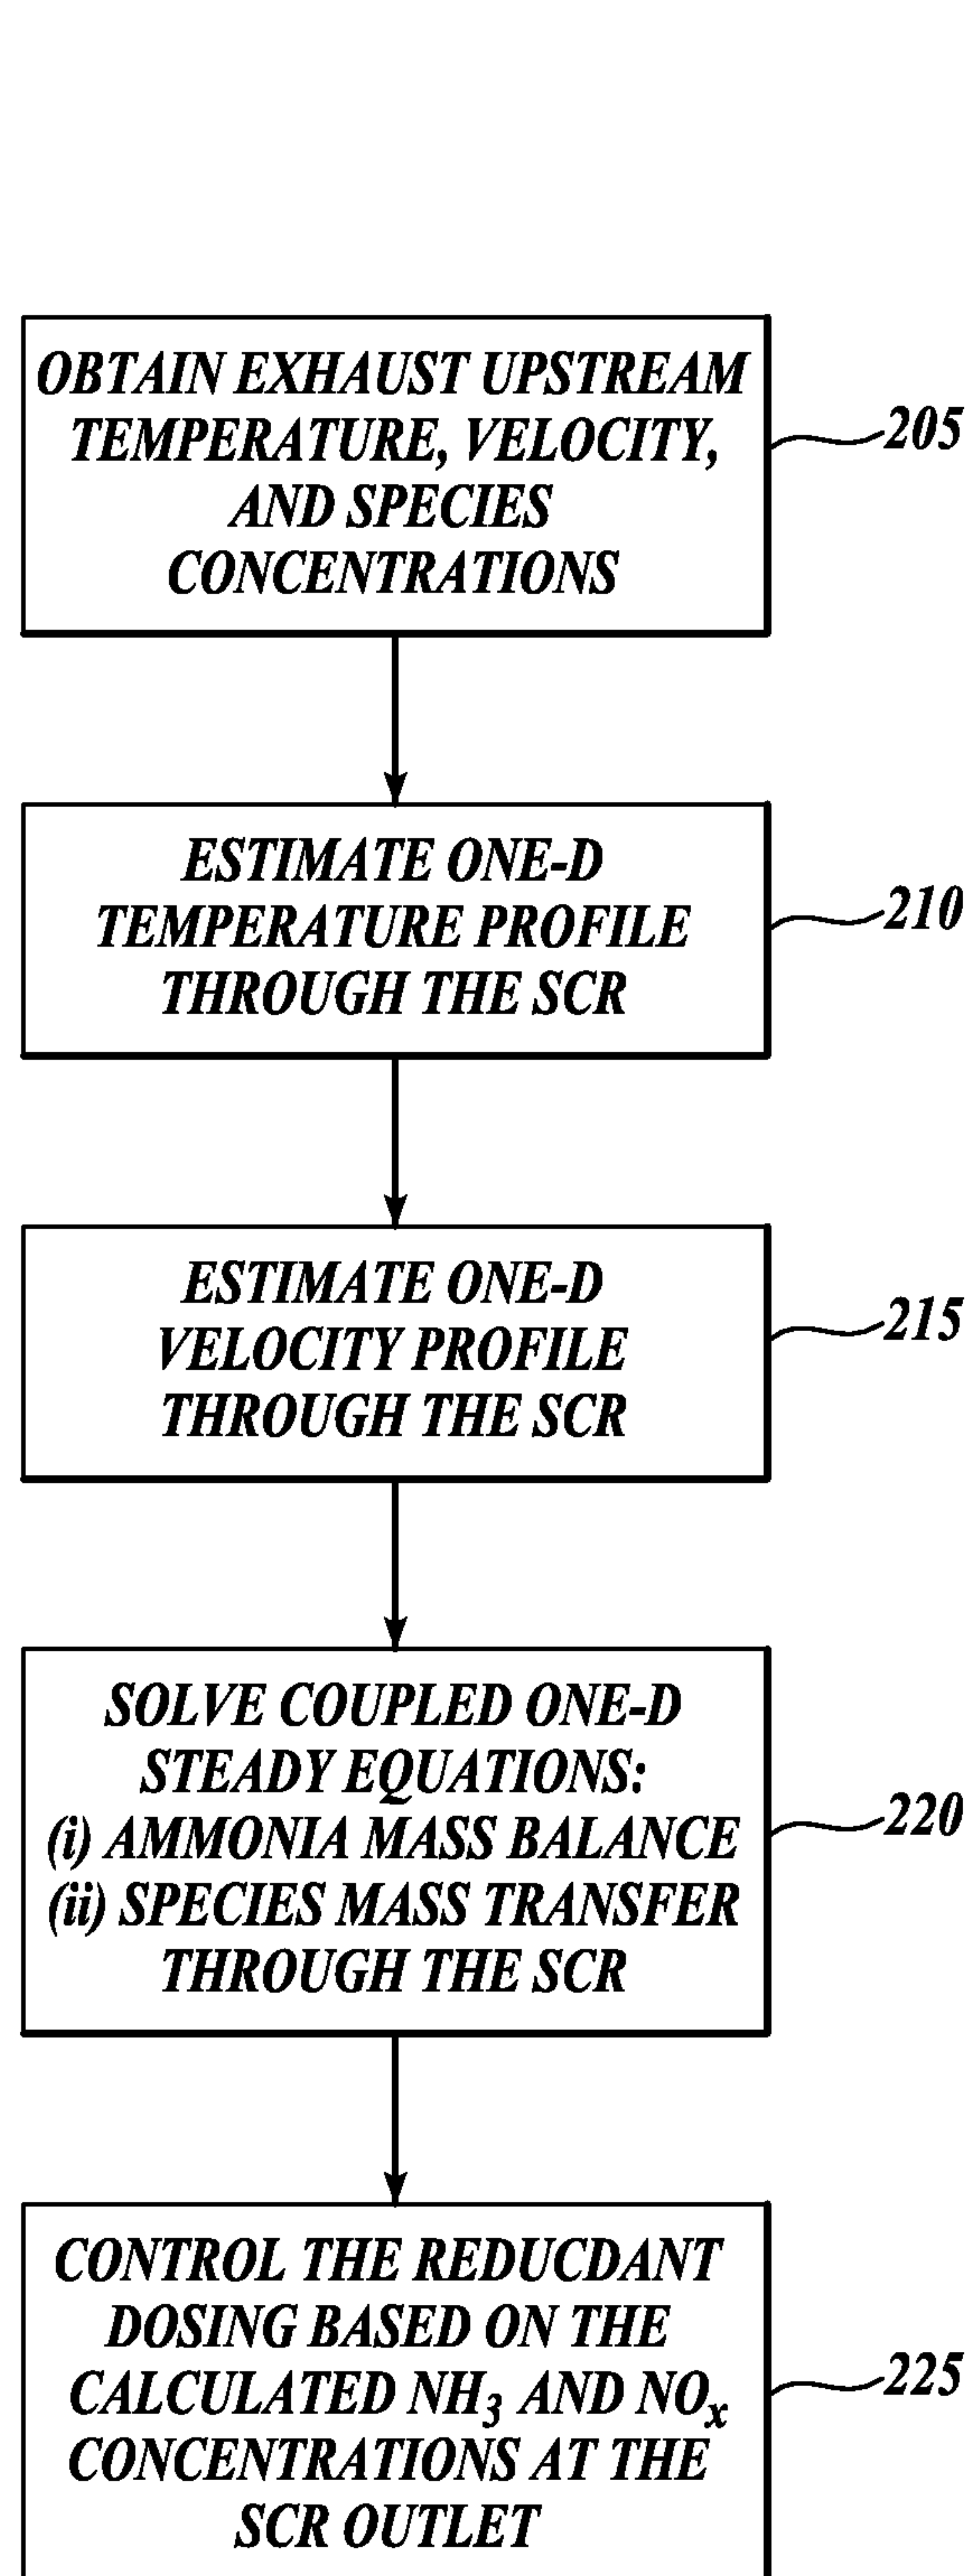 OBTAIN EXHAUST UPSTREAM
TEMPERATURE, VELOCITY,
AND SPECIES
CONCENTRATIONS
205
ESTIMATE ONE-D
TEMPERATURE PROFILE
THROUGH THE SCR
210
ESTIMATE ONE-D
VELOCITY PROFILE
THROUGH THE SCR
215
SOLVE COUPLED ONE-D
STEADY EQUATIONS:
(i) AMMONIA MASS BALANCE
(ii) SPECIES MASS TRANSFER
THROUGH THE SCR
220
CONTROL THE REDUCDANT
DOSING BASED ON THE
CALCULATED NH₃ AND NOₓ
CONCENTRATIONS AT THE
SCR OUTLET
225